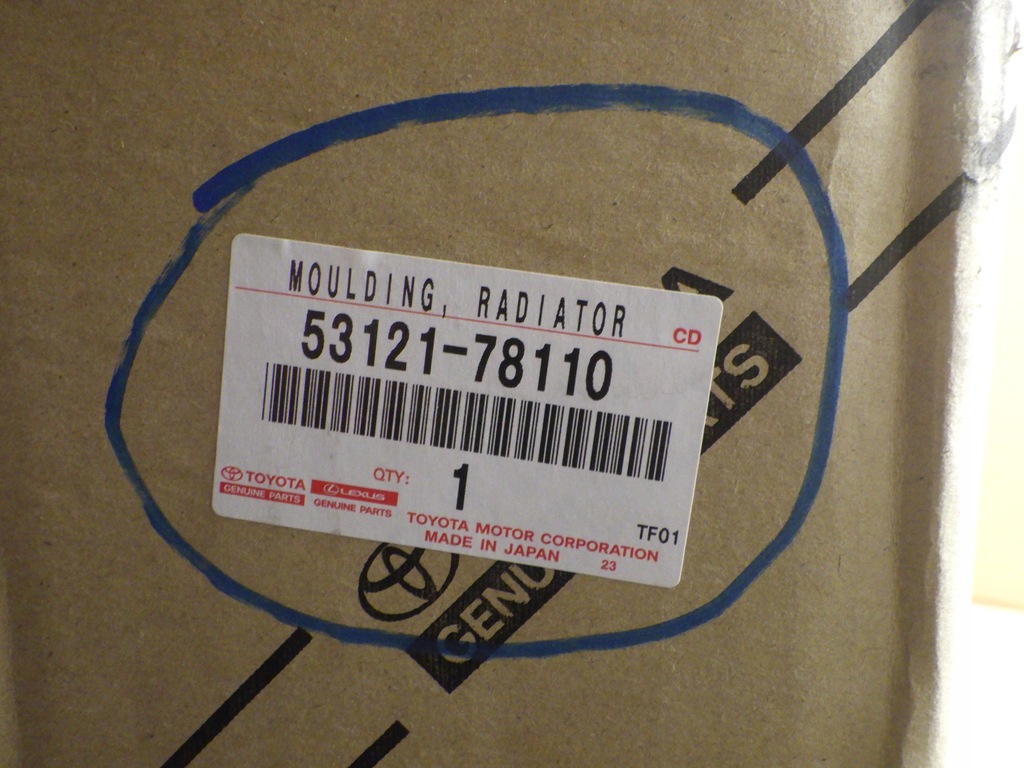 MOULDING, RADIATOR
CD
53121-78110
QTY: 1
TOYOTA
GENUINE PARTS
LEXUS
GENUINE PARTS
TOYOTA MOTOR CORPORATION
MADE IN JAPAN 23
TF01